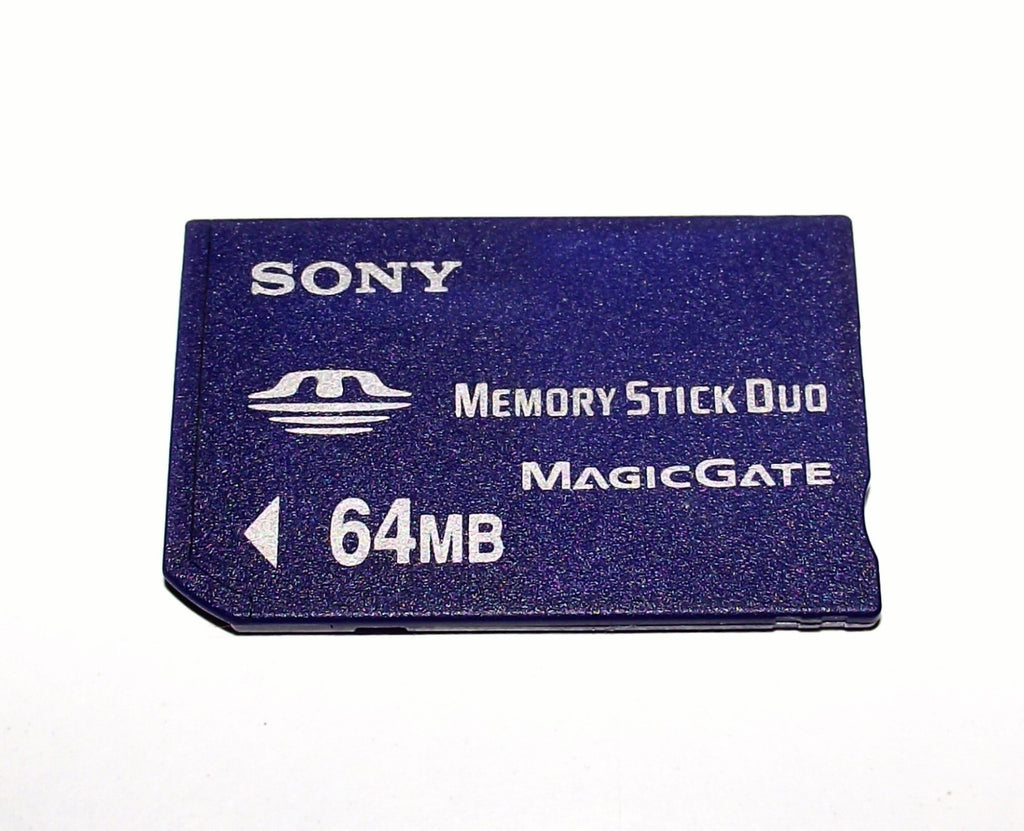 SONY
MEMORY STICK DUO
MAGICGATE
64MB